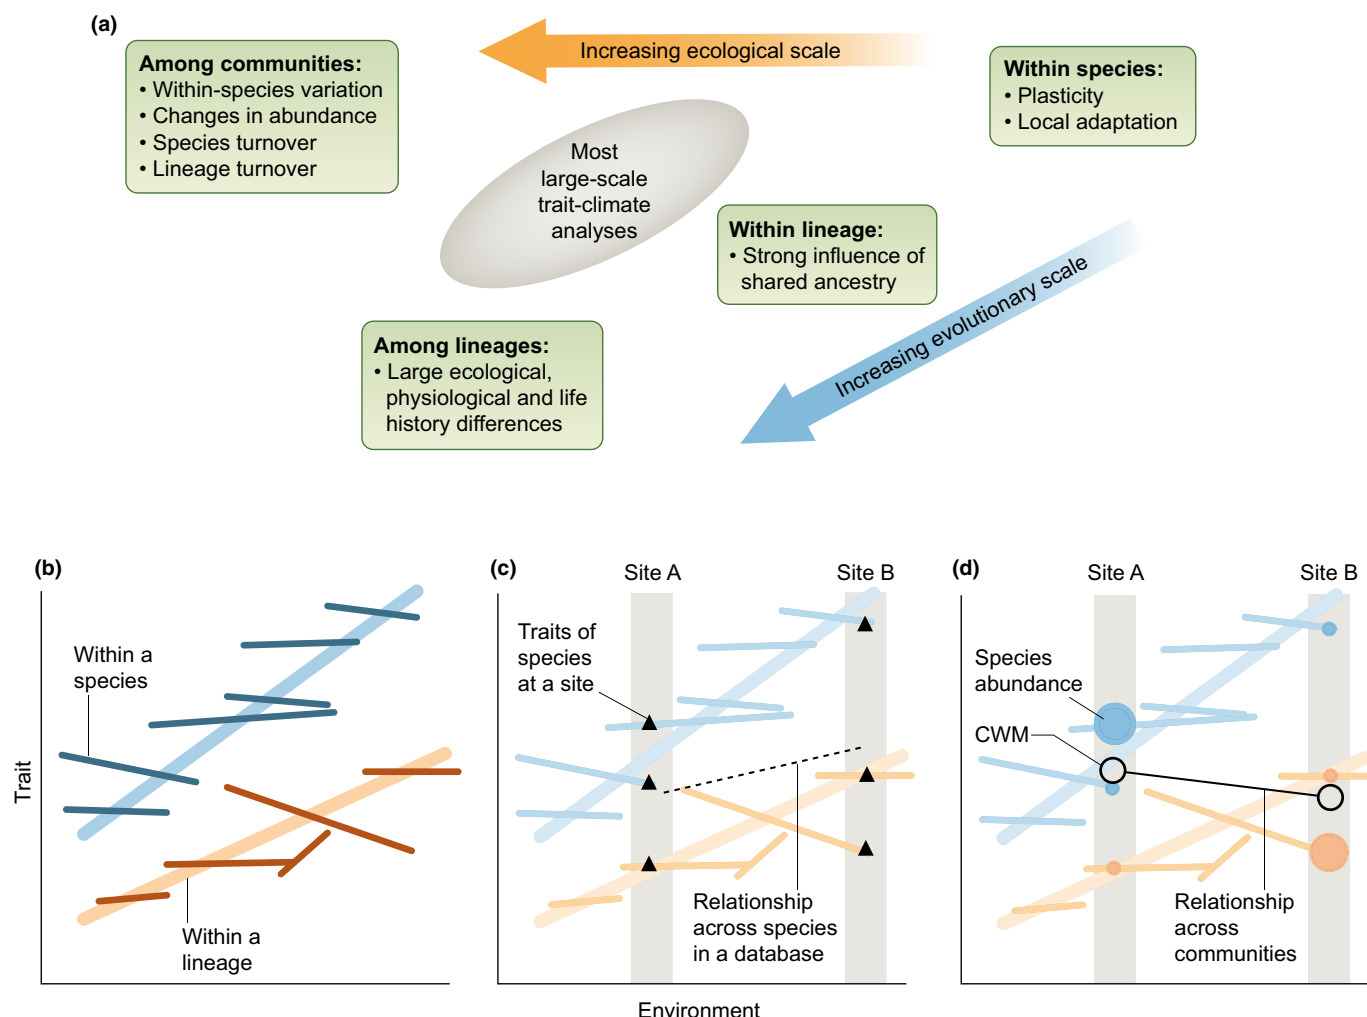 (a)
Increasing ecological scale
Among communities:
• Within-species variation
• Changes in abundance
• Species turnover
• Lineage turnover
Within species:
• Plasticity
• Local adaptation
Most
large-scale
trait-climate
analyses
Within lineage:
• Strong influence of
shared ancestry
Increasing evolutionary scale
Among lineages:
• Large ecological,
physiological and life
history differences
(b)
Within a
species
Within a
lineage
Trait
(c)
Site A
Site B
Traits of
species
at a site
Relationship
across species
in a database
Environment
(d)
Site A
Site B
Species
abundance
CWM
Relationship
across
communities